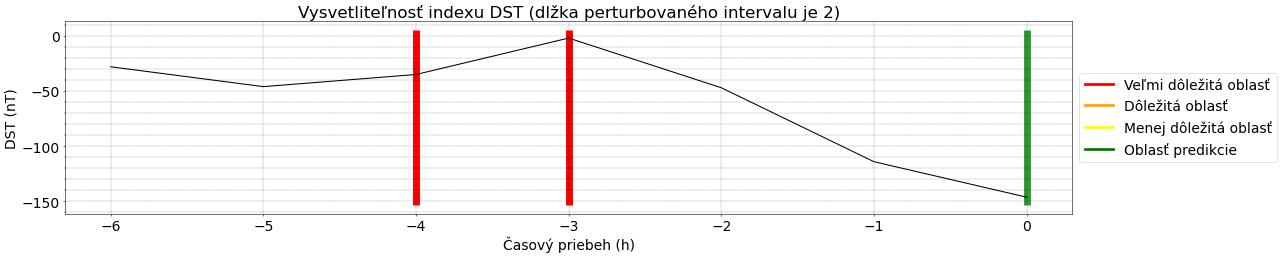 Vysvetliteľnosť indexu DST (dlžka perturbovaného intervalu je 2)
DST (nT)
0
−50
−100
−150
−6 −5 −4 −3 −2 −1 0
Časový priebeh (h)
Veľmi dôležitá oblasť
Dôležitá oblasť
Menej dôležitá oblasť
Oblasť predikcie